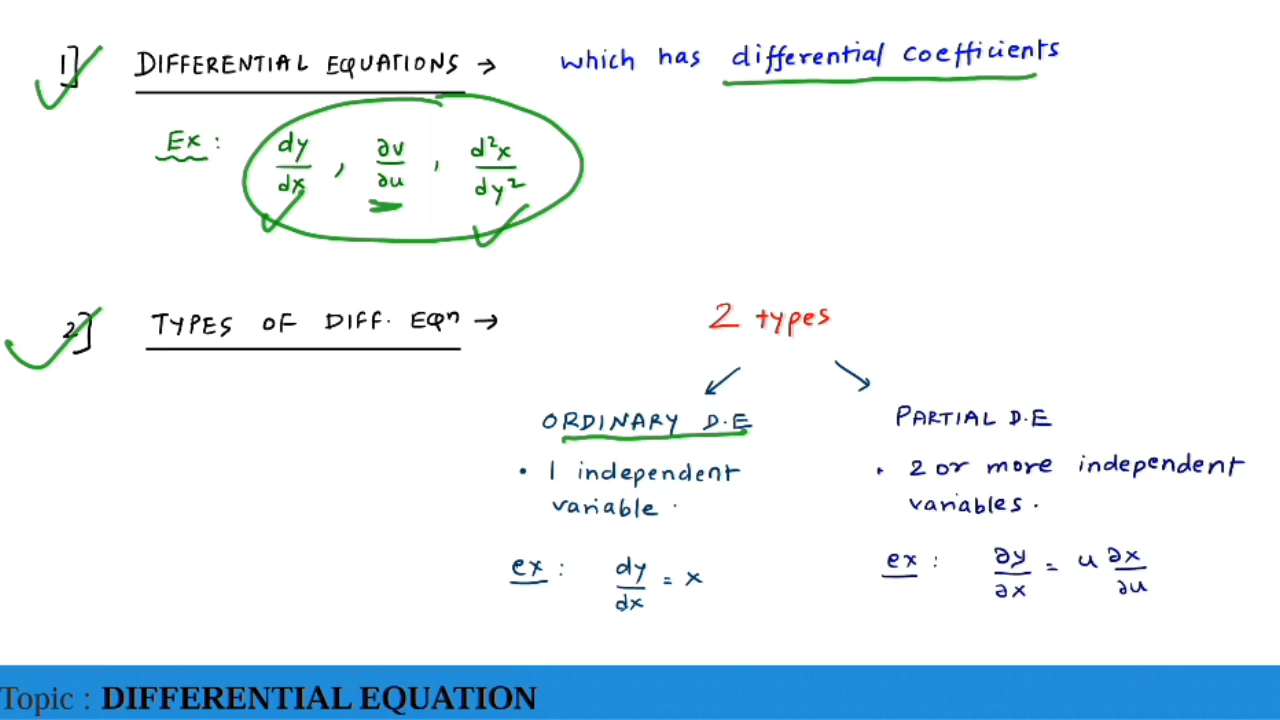 1] DIFFERENTIAL EQUATIONS → which has differential coefficients
Ex : dy/dx , ∂v/∂u , d²x/dy²
2] TYPES OF DIFF. EQⁿ → 2 types
ORDINARY D.E
• 1 independent
variable .
ex : dy/dx = x
PARTIAL D.E
• 2 or more independent
variables .
ex : ∂y/∂x = u ∂x/∂u
Topic : DIFFERENTIAL EQUATION